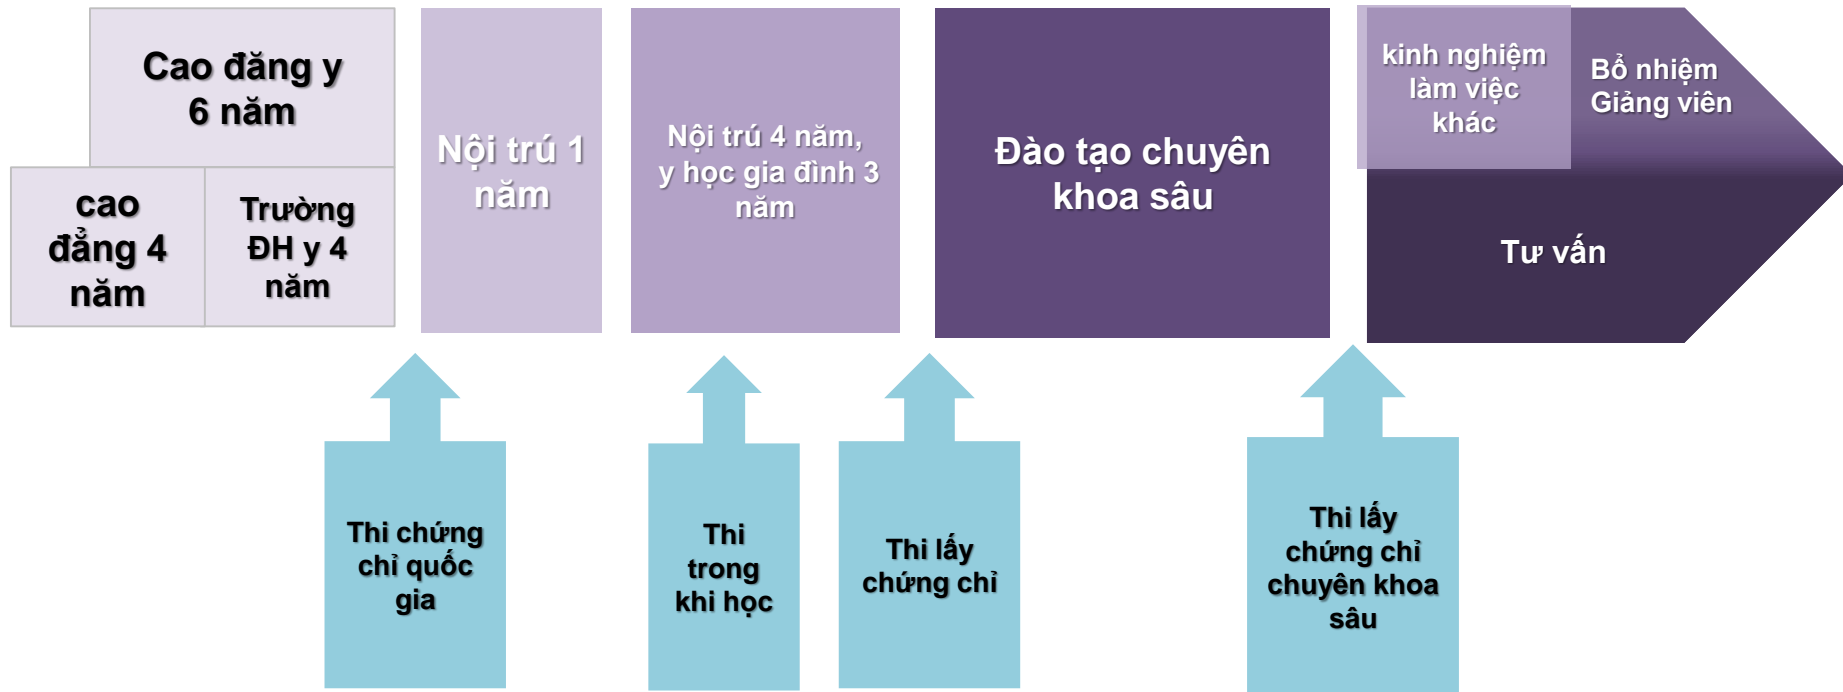 Cao đăng y
6 năm
cao
đẳng 4
năm
Trường
ĐH y 4
năm
Nội trú 1
năm
Nội trú 4 năm,
y học gia đình 3
năm
Đào tạo chuyên
khoa sâu
kinh nghiệm
làm việc
khác
Bổ nhiệm
Giảng viên
Tư vấn
Thi chứng
chỉ quốc
gia
Thi
trong
khi học
Thi lấy
chứng chỉ
Thi lấy
chứng chỉ
chuyên khoa
sâu